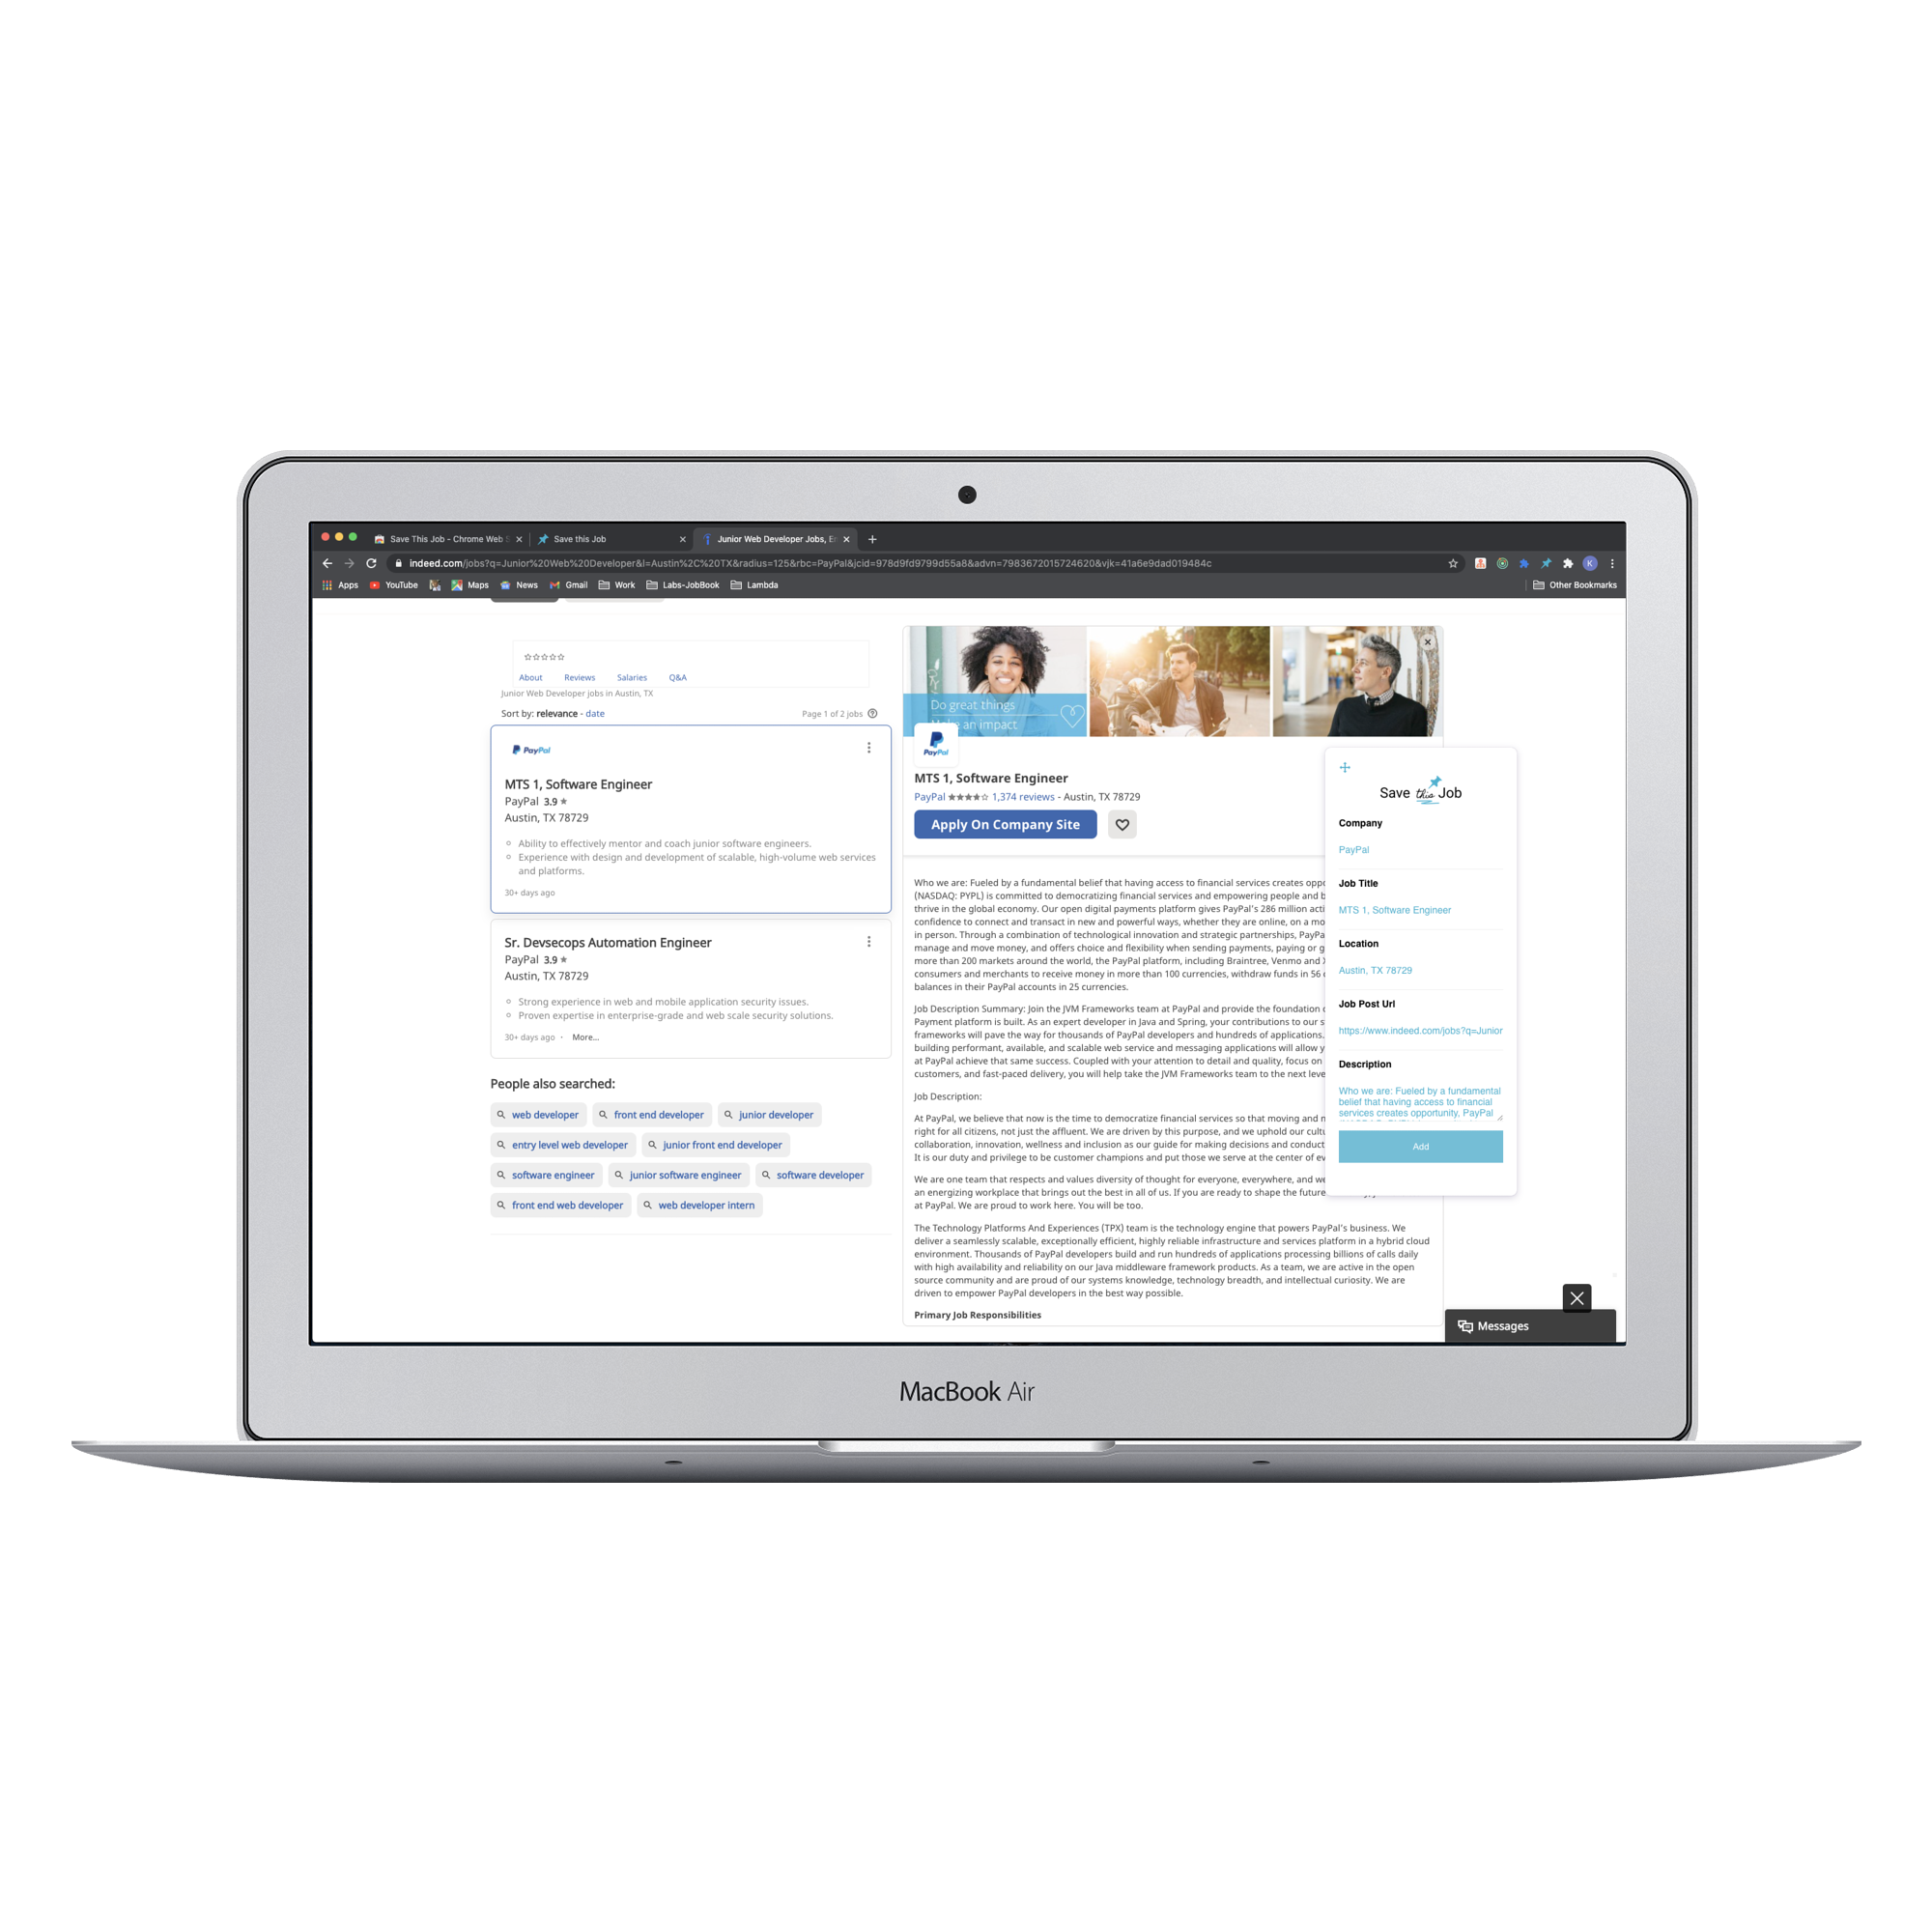 Save This Job - Chrome Web S
Save this Job
Junior Web Developer Jobs, E
indeed.com/jobs?q=Junior%20Web%20Developer&l=Austin%2C%20TX&radius=125&rbc=PayPal&jcid=978d9fd9799d55a8&advn=7983672015724620&vjk=41a6e9dad019484c
K
Apps YouTube Maps News Gmail Work Labs-JobBook Lambda Other Bookmarks
About Reviews Salaries Q&A
Junior Web Developer jobs in Austin, TX
Sort by: relevance - date Page 1 of 2 jobs
PayPal
MTS 1, Software Engineer
PayPal 3.9 ★
Austin, TX 78729
Ability to effectively mentor and coach junior software engineers.
Experience with design and development of scalable, high-volume web services
and platforms.
30+ days ago
Sr. Devsecops Automation Engineer
PayPal 3.9 ★
Austin, TX 78729
Strong experience in web and mobile application security issues.
Proven expertise in enterprise-grade and web scale security solutions.
30+ days ago • More...
People also searched:
web developer front end developer junior developer
entry level web developer junior front end developer
software engineer junior software engineer software developer
front end web developer web developer intern
Do great things
an impact
PayPal
MTS 1, Software Engineer
PayPal ★★★★☆ 1,374 reviews - Austin, TX 78729
Apply On Company Site
Who we are: Fueled by a fundamental belief that having access to financial services creates oppo
(NASDAQ: PYPL) is committed to democratizing financial services and empowering people and b
thrive in the global economy. Our open digital payments platform gives PayPal's 286 million acti
confidence to connect and transact in new and powerful ways, whether they are online, on a mo
in person. Through a combination of technological innovation and strategic partnerships, PayPa
manage and move money, and offers choice and flexibility when sending payments, paying or g
more than 200 markets around the world, the PayPal platform, including Braintree, Venmo and X
consumers and merchants to receive money in more than 100 currencies, withdraw funds in 56 c
balances in their PayPal accounts in 25 currencies.
Job Description Summary: Join the JVM Frameworks team at PayPal and provide the foundation o
Payment platform is built. As an expert developer in Java and Spring, your contributions to our s
frameworks will pave the way for thousands of PayPal developers and hundreds of applications.
building performant, available, and scalable web service and messaging applications will allow y
at PayPal achieve that same success. Coupled with your attention to detail and quality, focus on
customers, and fast-paced delivery, you will help take the JVM Frameworks team to the next leve
Job Description:
At PayPal, we believe that now is the time to democratize financial services so that moving and m
right for all citizens, not just the affluent. We are driven by this purpose, and we uphold our cultu
collaboration, innovation, wellness and inclusion as our guide for making decisions and conduct
It is our duty and privilege to be customer champions and put those we serve at the center of ev
We are one team that respects and values diversity of thought for everyone, everywhere, and we
an energizing workplace that brings out the best in all of us. If you are ready to shape the future
at PayPal. We are proud to work here. You will be too.
The Technology Platforms And Experiences (TPX) team is the technology engine that powers PayPal's business. We
deliver a seamlessly scalable, exceptionally efficient, highly reliable infrastructure and services platform in a hybrid cloud
environment. Thousands of PayPal developers build and run hundreds of applications processing billions of calls daily
with high availability and reliability on our Java middleware framework products. As a team, we are active in the open
source community and are proud of our systems knowledge, technology breadth, and intellectual curiosity. We are
driven to empower PayPal developers in the best way possible.
Primary Job Responsibilities
Save this Job
Company
PayPal
Job Title
MTS 1, Software Engineer
Location
Austin, TX 78729
Job Post Url
https://www.indeed.com/jobs?q=Junior
Description
Who we are: Fueled by a fundamental
belief that having access to financial
services creates opportunity, PayPal
Add
Messages
MacBook Air